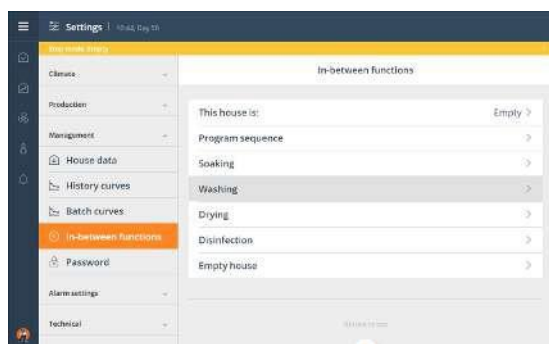 Settings
Climate
Production
Management
House data
History curves
Batch curves
In-between functions
Password
Alarm settings
Technical
In-between functions
This house is: Empty
Program sequence
Soaking
Washing
Drying
Disinfection
Empty house